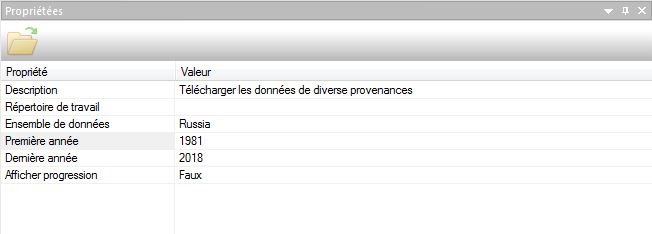 Propriétées
Propriété Valeur
Description Télécharger les données de diverse provenances
Répertoire de travail
Ensemble de données Russia
Première année 1981
Dernière année 2018
Afficher progression Faux